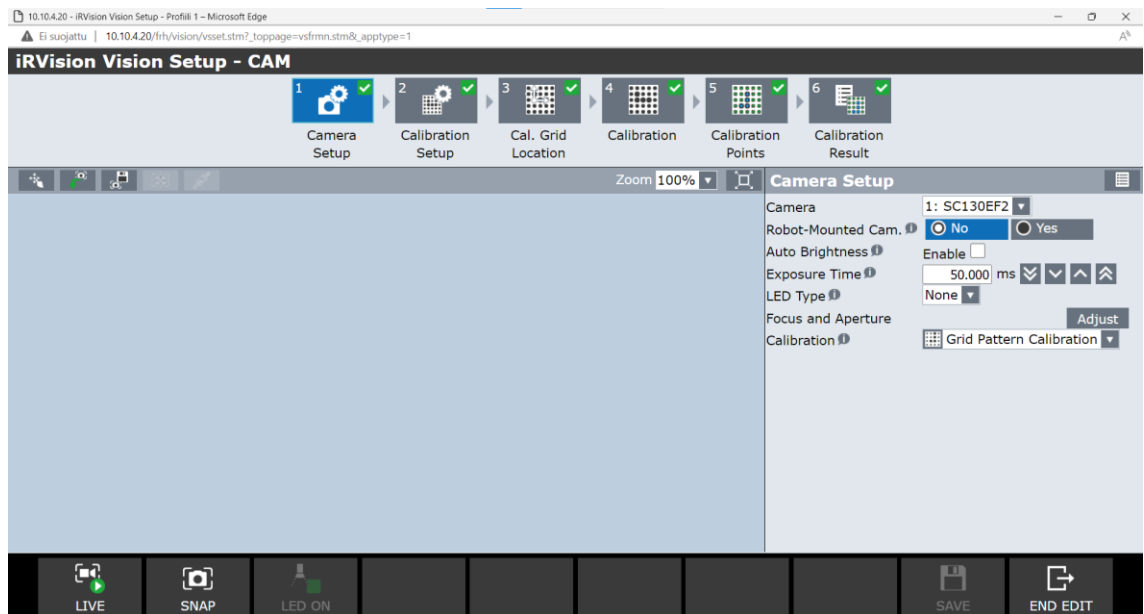 10.10.4.20 - iRVision Vision Setup - Profiili 1 – Microsoft Edge
Ei suojattu | 10.10.4.20/frh/vision/vsset.stm?_toppage=vsfrmn.stm&_apptype=1
iRVision Vision Setup - CAM
1 2 3 4 5 6
Camera Setup
Calibration Setup
Cal. Grid Location
Calibration
Calibration Points
Calibration Result
Zoom 100%
Camera Setup
Camera 1: SC130EF2
Robot-Mounted Cam. No Yes
Auto Brightness Enable
Exposure Time 50.000 ms
LED Type None
Focus and Aperture Adjust
Calibration Grid Pattern Calibration
LIVE SNAP LED ON SAVE END EDIT